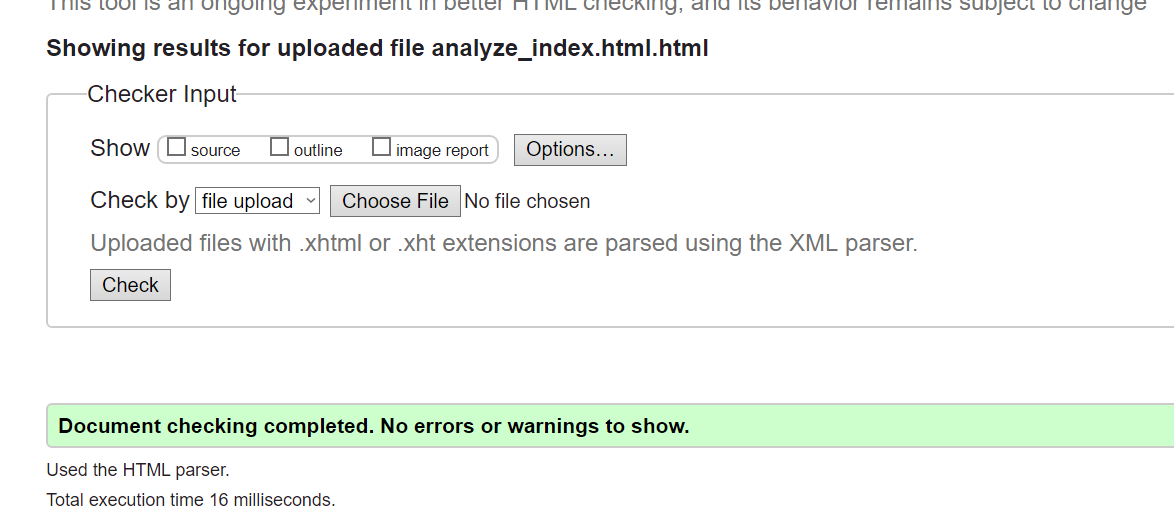 This tool is an ongoing experiment in better HTML checking, and its behavior remains subject to change
Showing results for uploaded file analyze_index.html.html
Checker Input
Show source outline image report Options...
Check by file upload Choose File No file chosen
Uploaded files with .xhtml or .xht extensions are parsed using the XML parser.
Check
Document checking completed. No errors or warnings to show.
Used the HTML parser.
Total execution time 16 milliseconds.